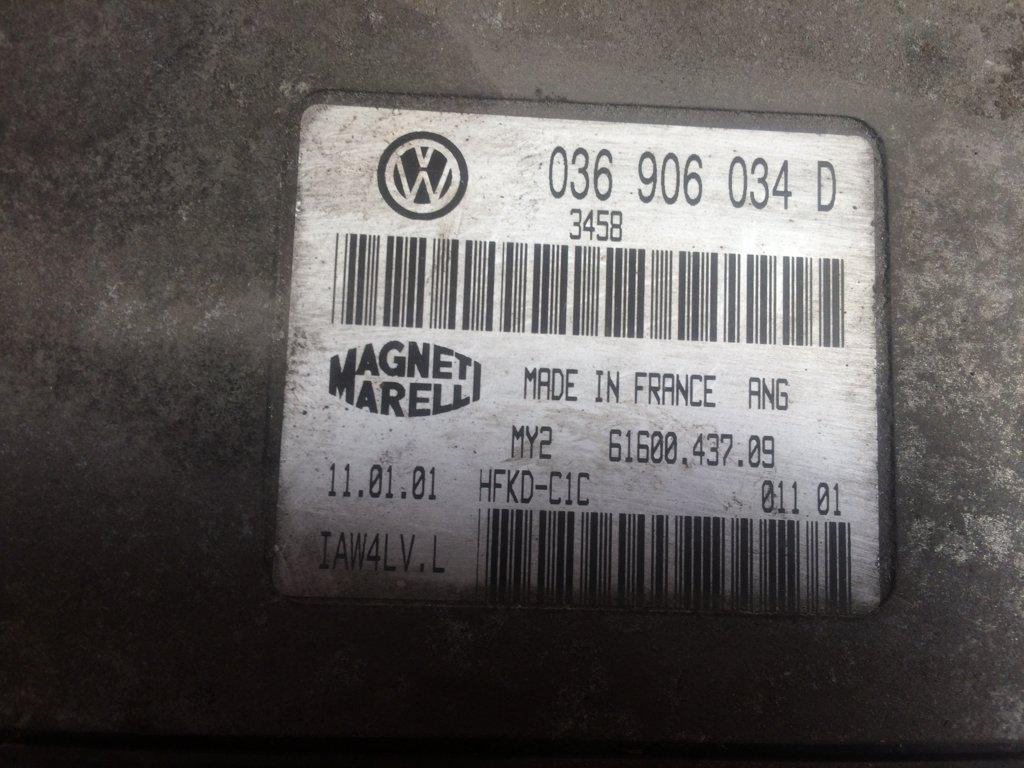 036 906 034 D
3458
MAGNETI
MARELLI
MADE IN FRANCE ANG
MY2 61600.437.09
11.01.01 HFKD-C1C 011 01
IAW4LV.L